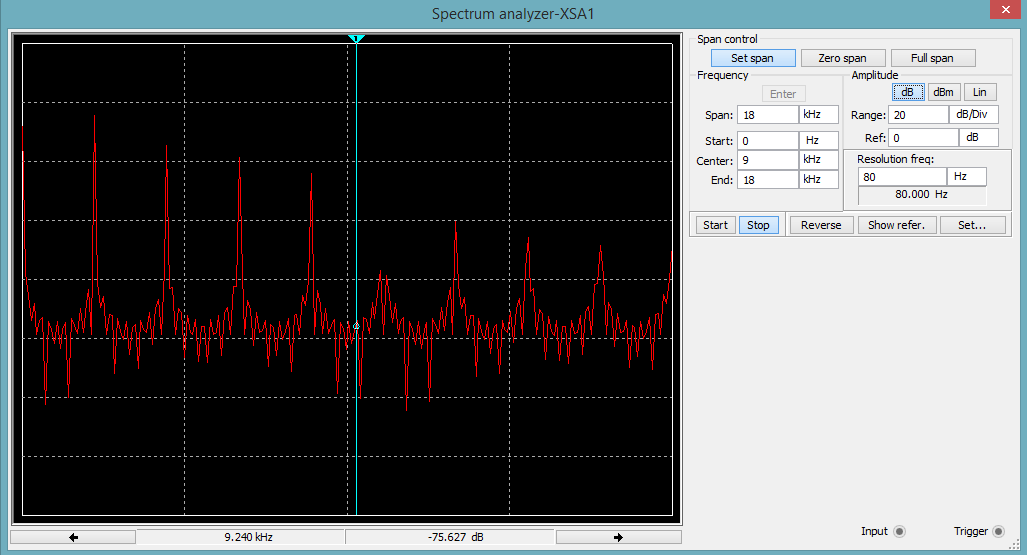 Spectrum analyzer-XSA1
Span control
Set span Zero span Full span
Frequency Amplitude
Enter dB dBm Lin
Span: 18 kHz Range: 20 dB/Div
Start: 0 Hz Ref: 0 dB
Center: 9 kHz Resolution freq:
End: 18 kHz 80 Hz
80.000 Hz
Start Stop Reverse Show refer. Set...
Input Trigger
9.240 kHz -75.627 dB